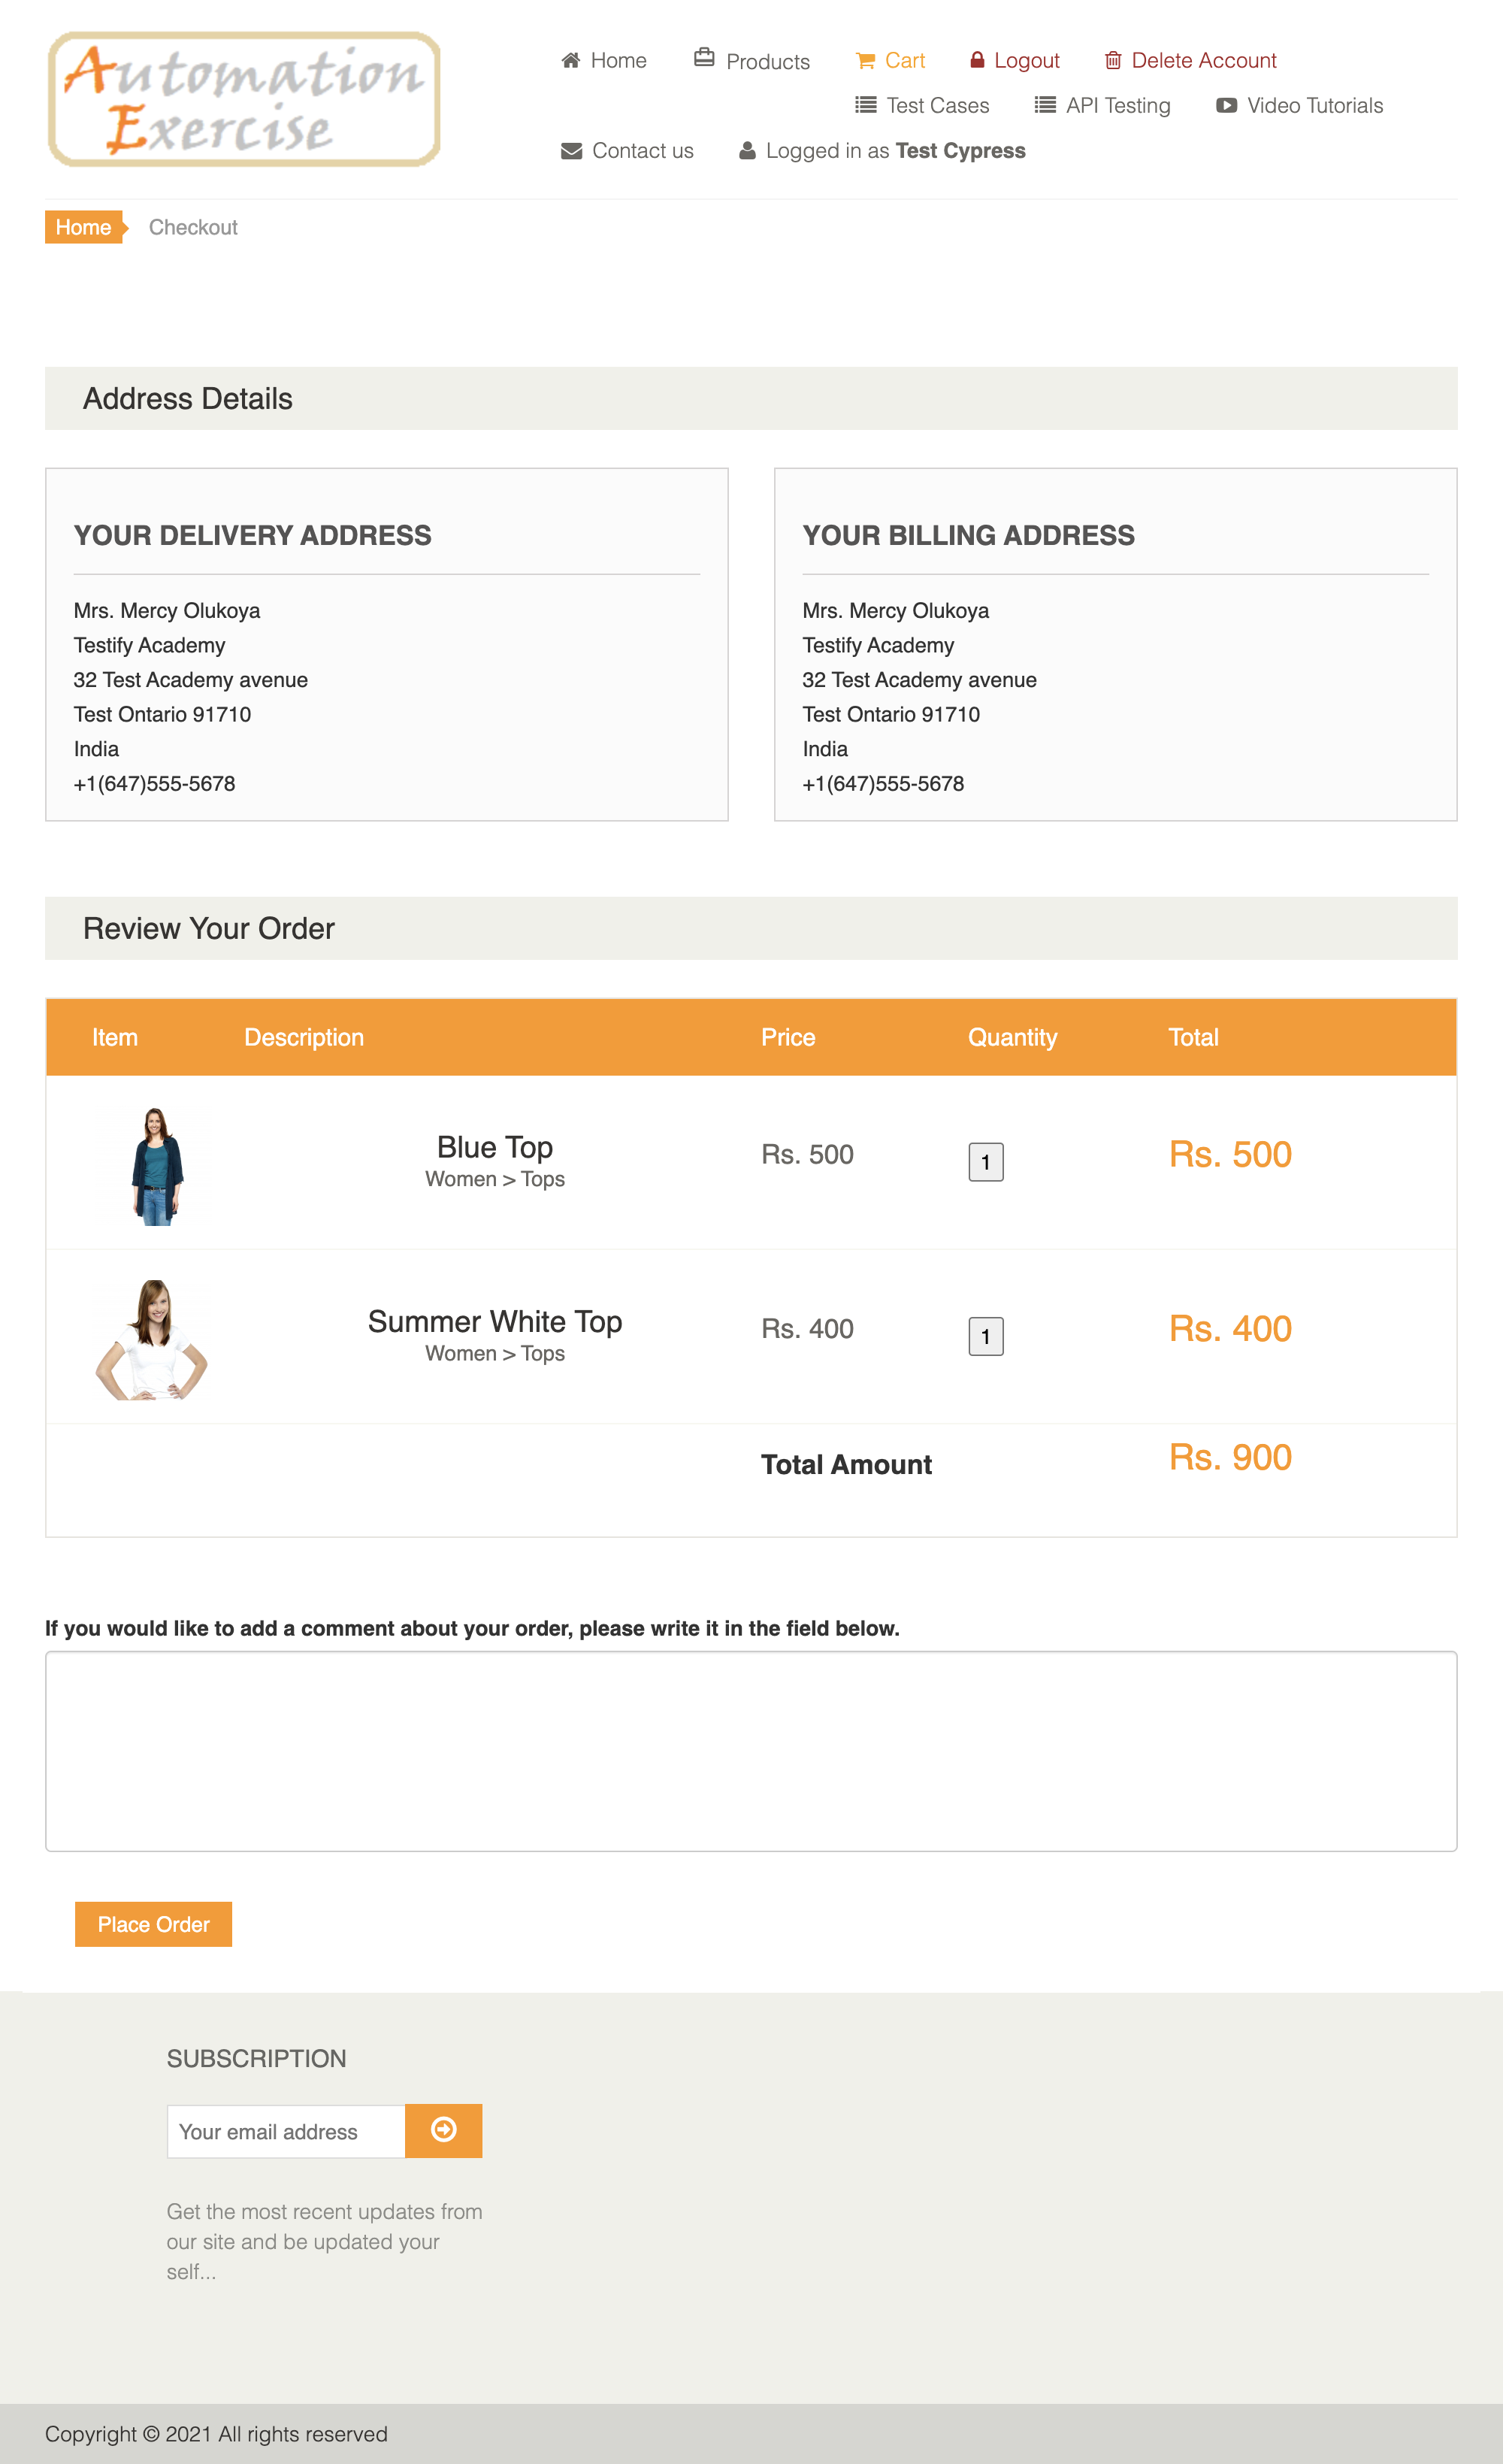 Automation
Exercise
Home
Products
Cart
Logout
Delete Account
Test Cases
API Testing
Video Tutorials
Contact us
Logged in as Test Cypress
Home
Checkout
Address Details
YOUR DELIVERY ADDRESS
Mrs. Mercy Olukoya
Testify Academy
32 Test Academy avenue
Test Ontario 91710
India
+1(647)555-5678
YOUR BILLING ADDRESS
Mrs. Mercy Olukoya
Testify Academy
32 Test Academy avenue
Test Ontario 91710
India
+1(647)555-5678
Review Your Order
Item Description Price Quantity Total
Blue Top
Women > Tops
Rs. 500
1
Rs. 500
Summer White Top
Women > Tops
Rs. 400
1
Rs. 400
Total Amount
Rs. 900
If you would like to add a comment about your order, please write it in the field below.
Place Order
SUBSCRIPTION
Your email address
Get the most recent updates from
our site and be updated your
self...
Copyright © 2021 All rights reserved